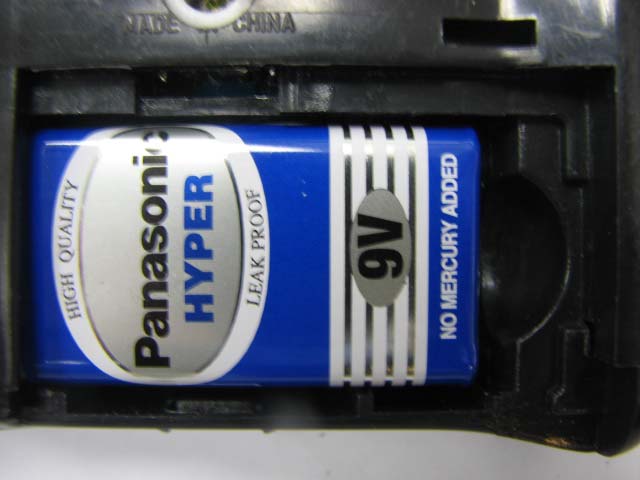 MADE IN CHINA
HIGH QUALITY
Panasonic
HYPER
LEAK PROOF
9V
NO MERCURY ADDED